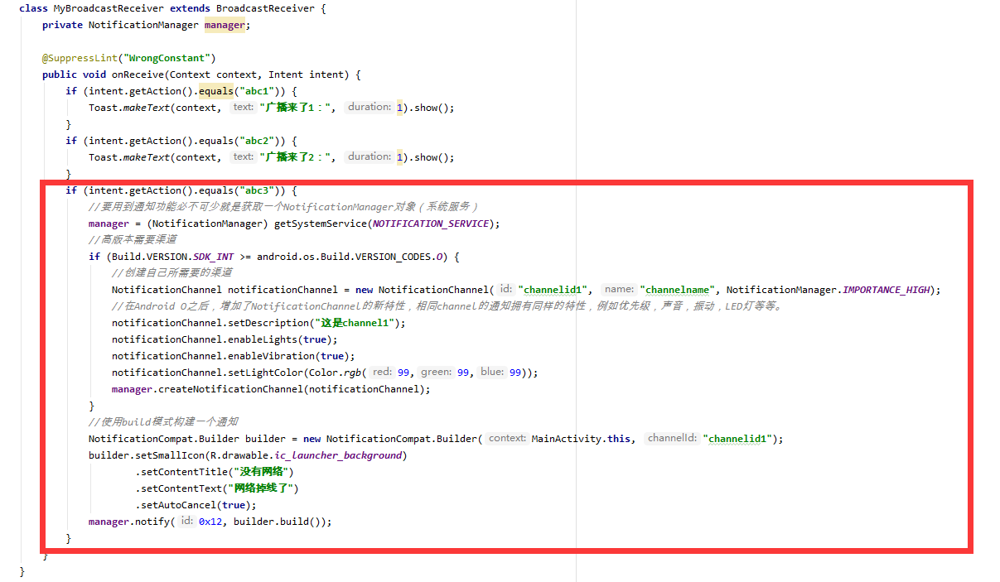 class MyBroadcastReceiver extends BroadcastReceiver {
private NotificationManager manager;
@SuppressLint("WrongConstant")
public void onReceive(Context context, Intent intent) {
if (intent.getAction().equals("abc1")) {
Toast.makeText(context, text: "广播来了1：", duration: 1).show();
}
if (intent.getAction().equals("abc2")) {
Toast.makeText(context, text: "广播来了2：", duration: 1).show();
}
if (intent.getAction().equals("abc3")) {
//要用到通知功能必不可少就是获取一个NotificationManager对象（系统服务）
manager = (NotificationManager) getSystemService(NOTIFICATION_SERVICE);
//高版本需要渠道
if (Build.VERSION.SDK_INT >= android.os.Build.VERSION_CODES.O) {
//创建自己所需要的渠道
NotificationChannel notificationChannel = new NotificationChannel( id: "channelid1", name: "channelname", NotificationManager.IMPORTANCE_HIGH);
//在Android O之后，增加了NotificationChannel的新特性，相同channel的通知拥有同样的特性，例如优先级，声音，振动，LED灯等等。
notificationChannel.setDescription("这是channel1");
notificationChannel.enableLights(true);
notificationChannel.enableVibration(true);
notificationChannel.setLightColor(Color.rgb( red: 99, green: 99, blue: 99));
manager.createNotificationChannel(notificationChannel);
}
//使用build模式构建一个通知
NotificationCompat.Builder builder = new NotificationCompat.Builder( context: MainActivity.this, channelId: "channelid1");
builder.setSmallIcon(R.drawable.ic_launcher_background)
.setContentTitle("没有网络")
.setContentText("网络掉线了")
.setAutoCancel(true);
manager.notify( id: 0x12, builder.build());
}
}
}